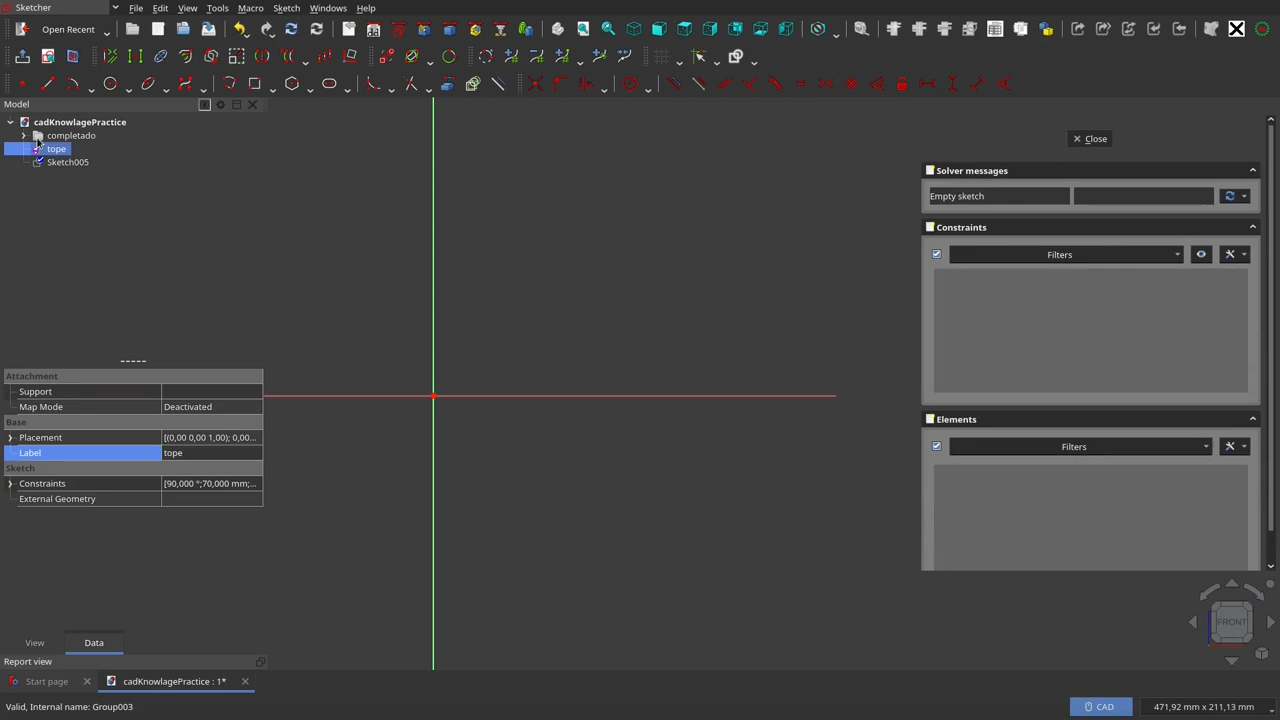 Sketcher
File Edit View Tools Macro Sketch Windows Help
Open Recent
Model
cadKnowlagePractice
completado
tope
Sketch005
Close
Solver messages
Empty sketch
Constraints
Filters
Elements
Filters
Attachment
Support
Map Mode Deactivated
Base
Placement [(0,00 0,00 1,00); 0,00...
Label tope
Sketch
Constraints [90,000 °;70,000 mm;...
External Geometry
FRONT
View Data
Report view
Start page cadKnowlagePractice : 1*
Valid, Internal name: Group003 CAD 471,92 mm x 211,13 mm